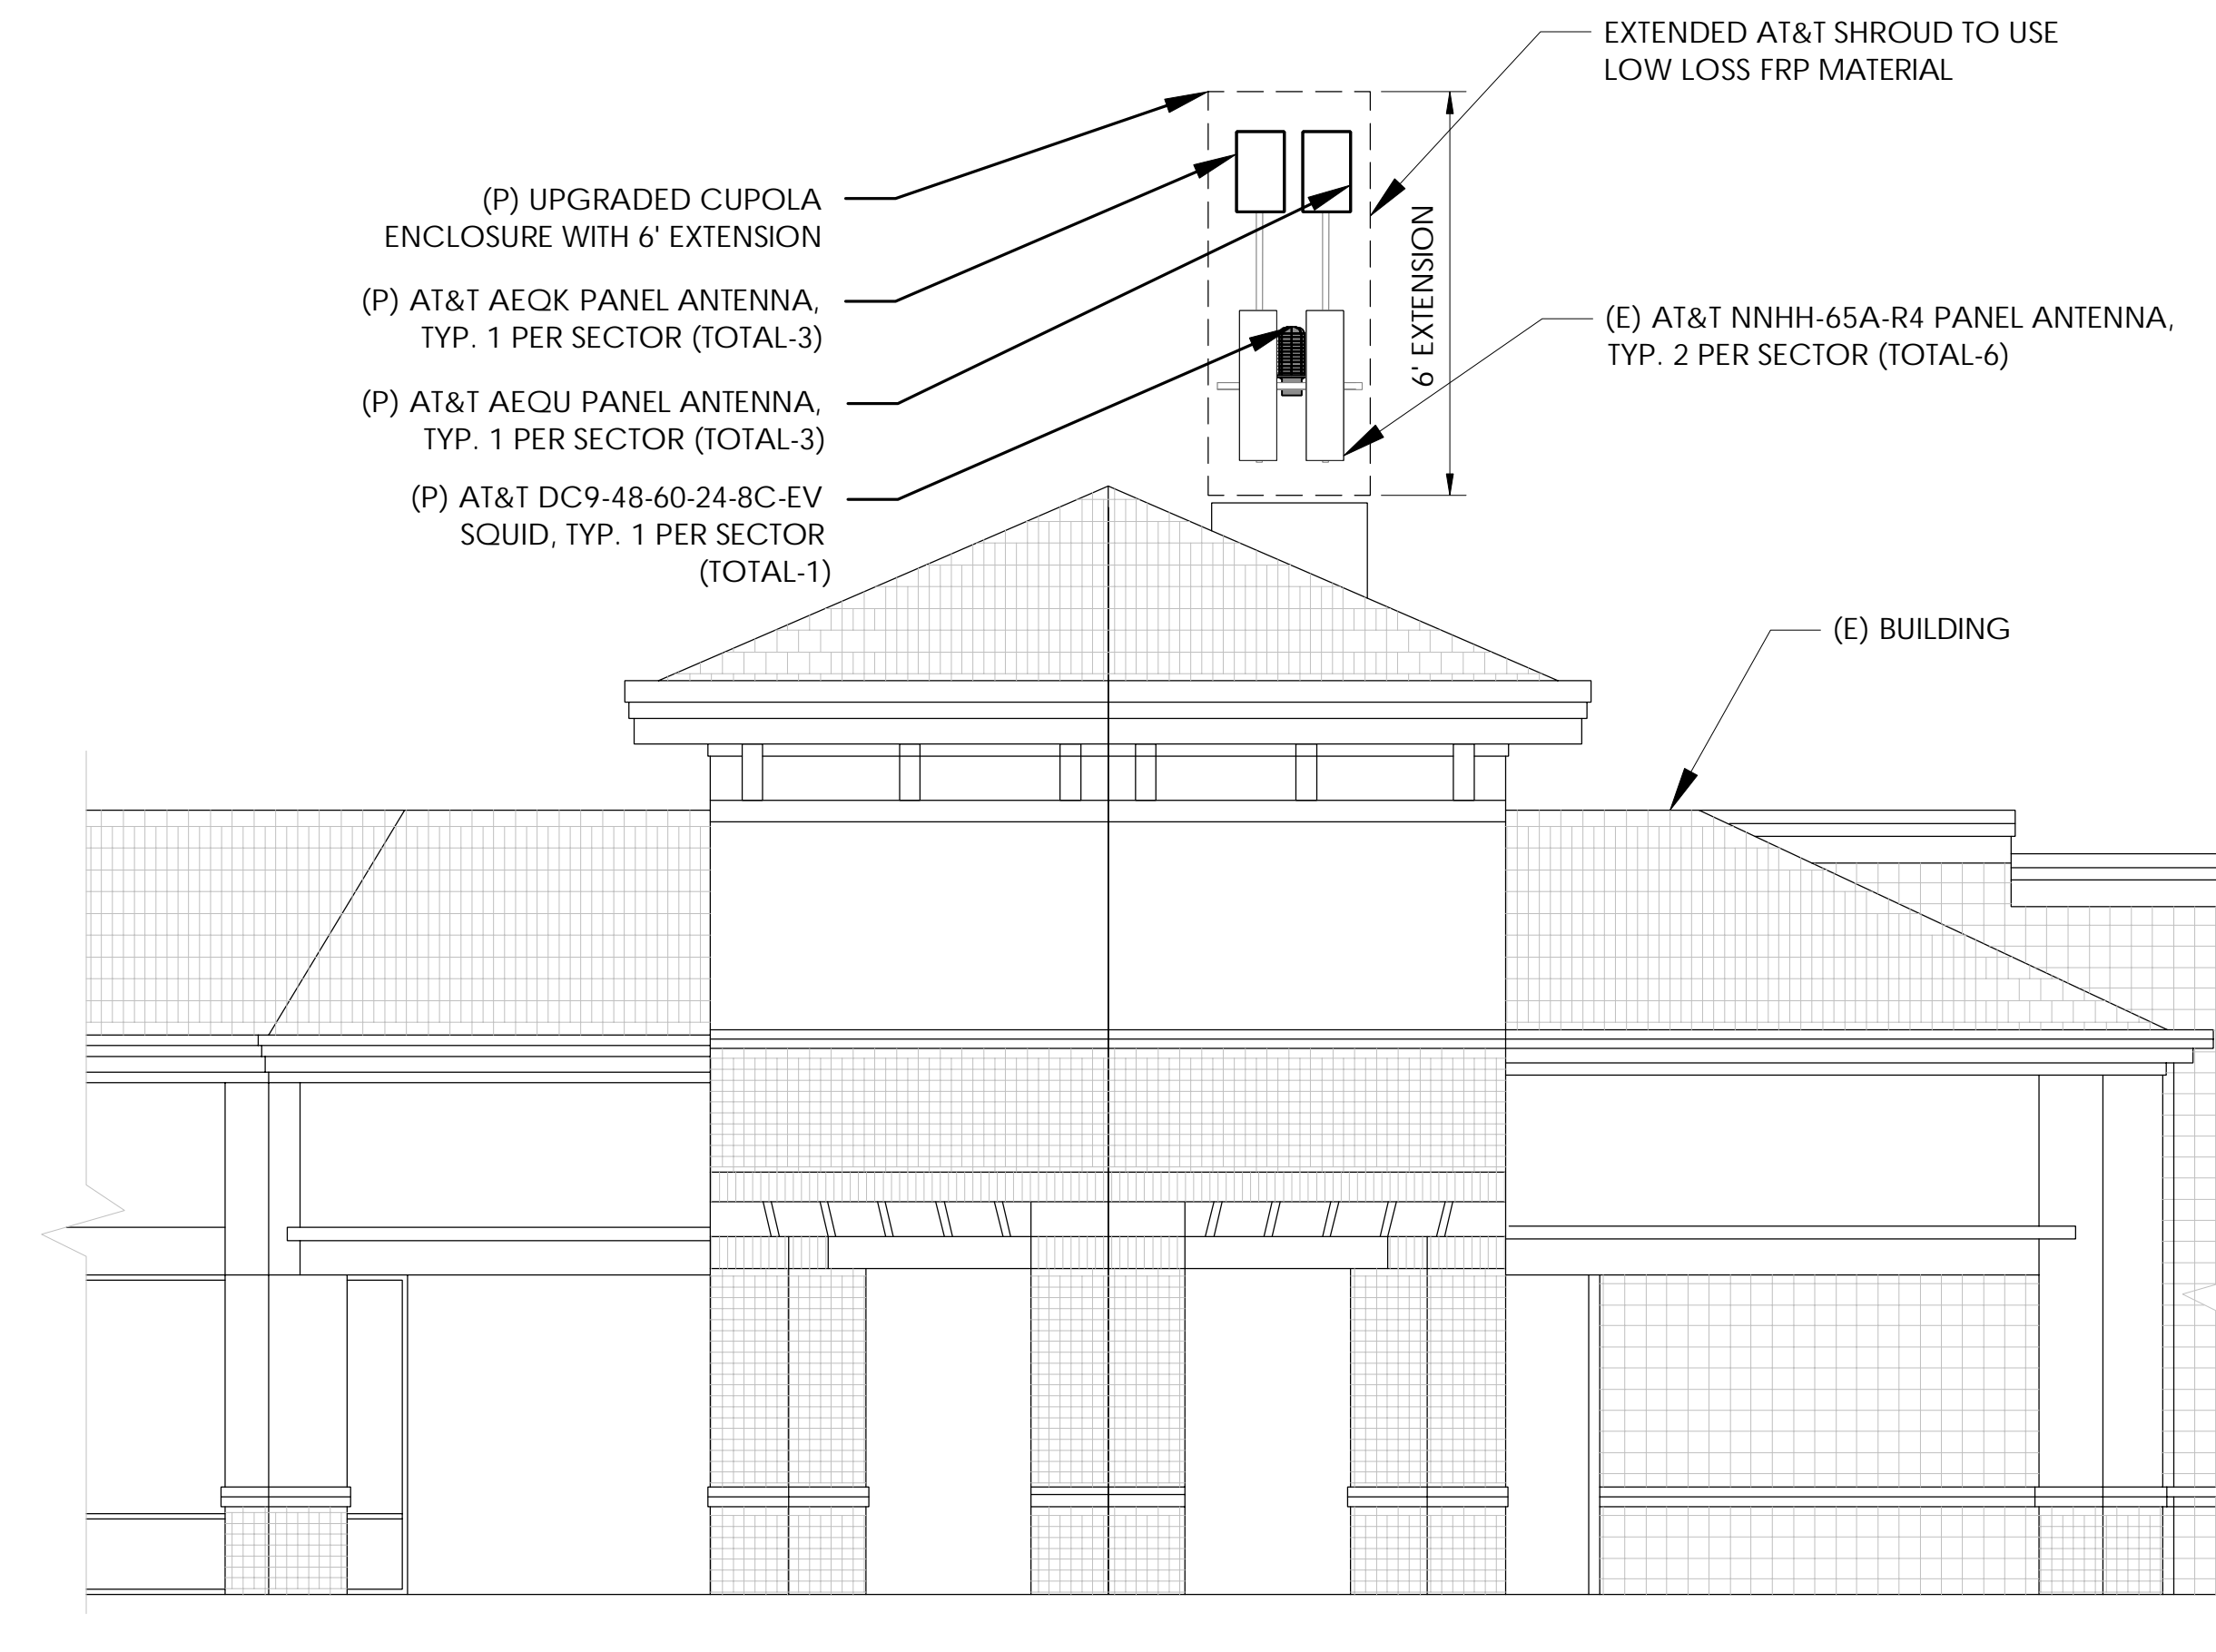 EXTENDED AT&T SHROUD TO USE
LOW LOSS FRP MATERIAL
(P) UPGRADED CUPOLA
ENCLOSURE WITH 6' EXTENSION
(P) AT&T AEQK PANEL ANTENNA,
TYP. 1 PER SECTOR (TOTAL-3)
(P) AT&T AEQU PANEL ANTENNA,
TYP. 1 PER SECTOR (TOTAL-3)
(P) AT&T DC9-48-60-24-8C-EV
SQUID, TYP. 1 PER SECTOR
(TOTAL-1)
6' EXTENSION
(E) AT&T NNHH-65A-R4 PANEL ANTENNA,
TYP. 2 PER SECTOR (TOTAL-6)
(E) BUILDING